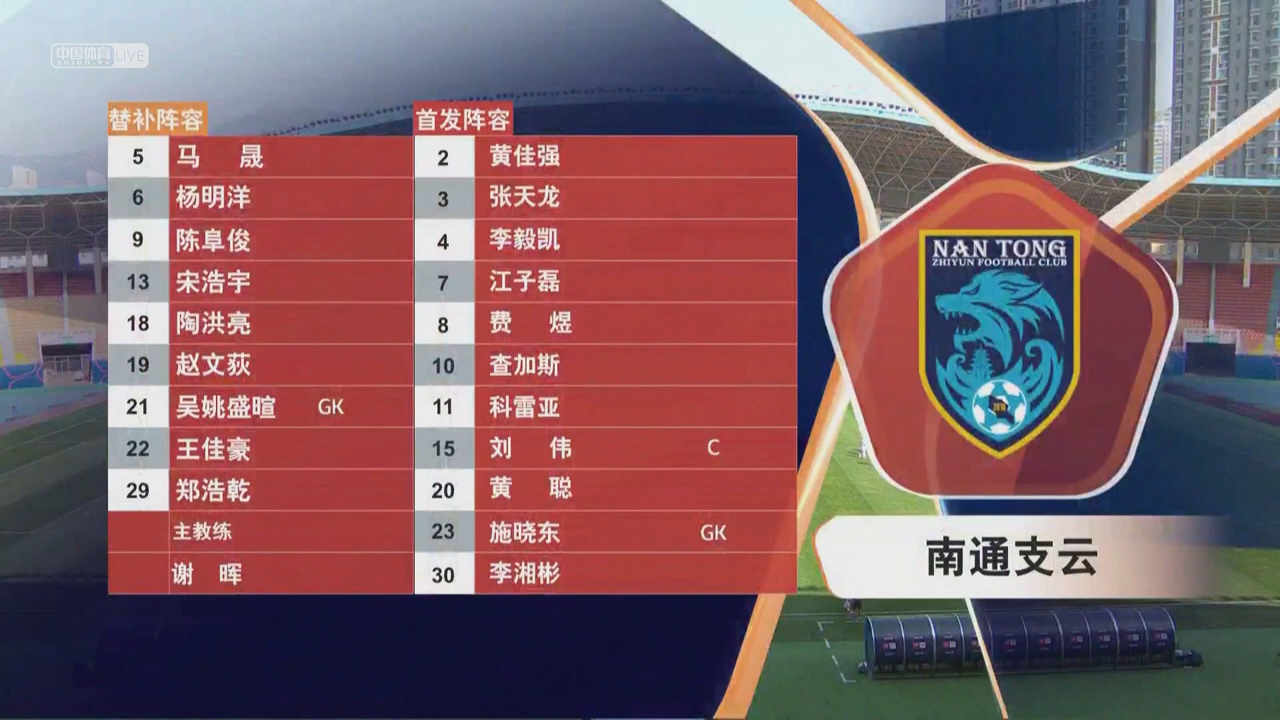 中国体育 LIVE
ZHIBO.TV
替补阵容
5 马 晟
6 杨明洋
9 陈阜俊
13 宋浩宇
18 陶洪亮
19 赵文荻
21 吴姚盛暄 GK
22 王佳豪
29 郑浩乾
主教练
谢 晖
首发阵容
2 黄佳强
3 张天龙
4 李毅凯
7 江子磊
8 费 煜
10 查加斯
11 科雷亚
15 刘 伟 C
20 黄 聪
23 施晓东 GK
30 李湘彬
NAN TONG
ZHIYUN FOOTBALL CLUB
2016
南通支云